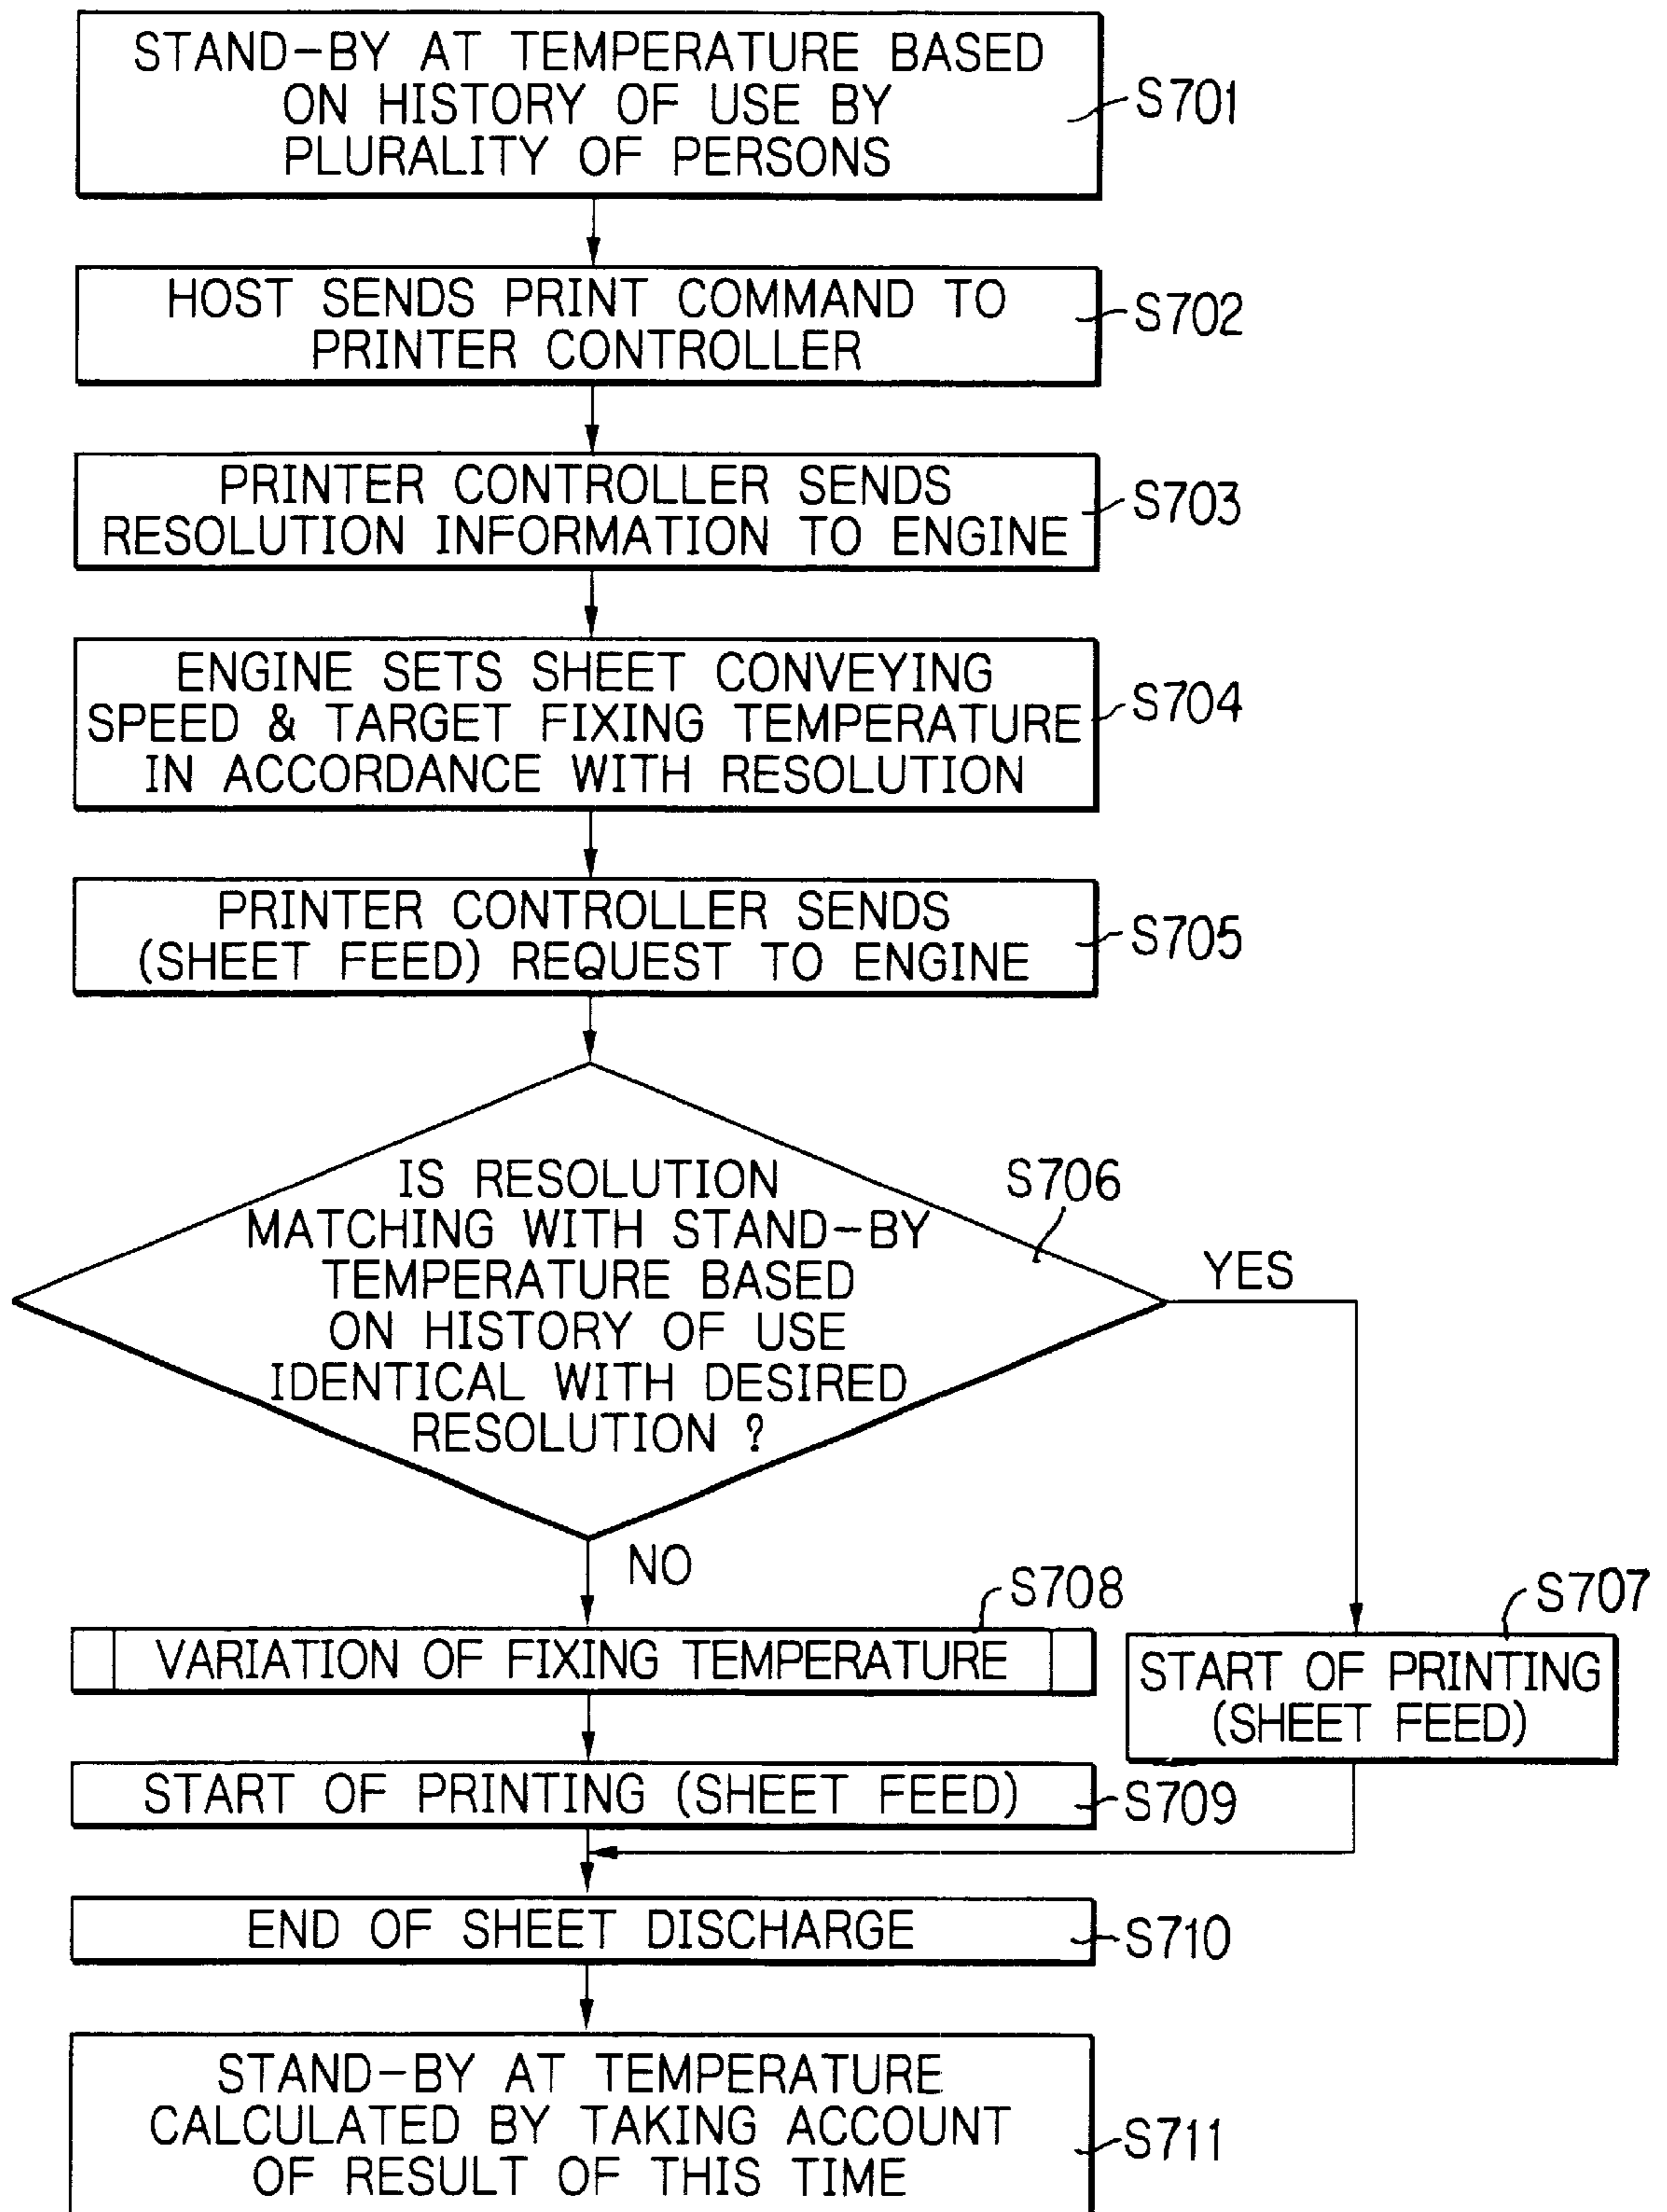 STAND-BY AT TEMPERATURE BASED
ON HISTORY OF USE BY
PLURALITY OF PERSONS
S701
HOST SENDS PRINT COMMAND TO
PRINTER CONTROLLER
S702
PRINTER CONTROLLER SENDS
RESOLUTION INFORMATION TO ENGINE
S703
ENGINE SETS SHEET CONVEYING
SPEED & TARGET FIXING TEMPERATURE
IN ACCORDANCE WITH RESOLUTION
S704
PRINTER CONTROLLER SENDS
(SHEET FEED) REQUEST TO ENGINE
S705
IS RESOLUTION
MATCHING WITH STAND-BY
TEMPERATURE BASED
ON HISTORY OF USE
IDENTICAL WITH DESIRED
RESOLUTION ?
S706
YES
NO
S708
VARIATION OF FIXING TEMPERATURE
S707
START OF PRINTING
(SHEET FEED)
START OF PRINTING (SHEET FEED)
S709
END OF SHEET DISCHARGE
S710
STAND-BY AT TEMPERATURE
CALCULATED BY TAKING ACCOUNT
OF RESULT OF THIS TIME
S711